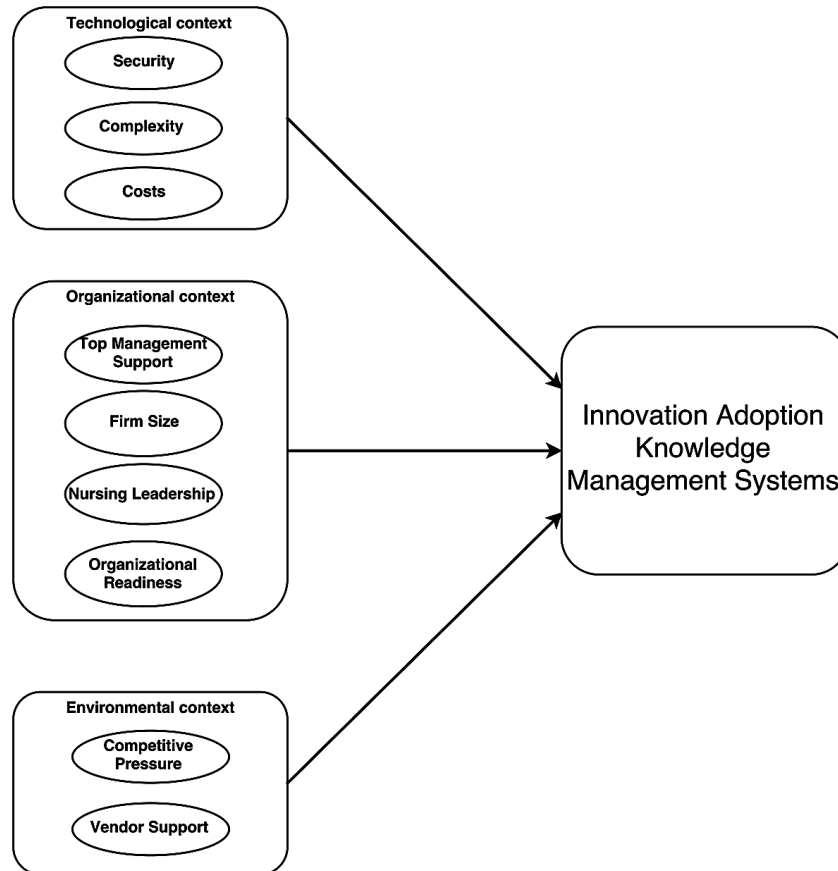 Technological context
Security
Complexity
Costs
Organizational context
Top Management
Support
Firm Size
Nursing Leadership
Organizational
Readiness
Environmental context
Competitive
Pressure
Vendor Support
Innovation Adoption
Knowledge
Management Systems